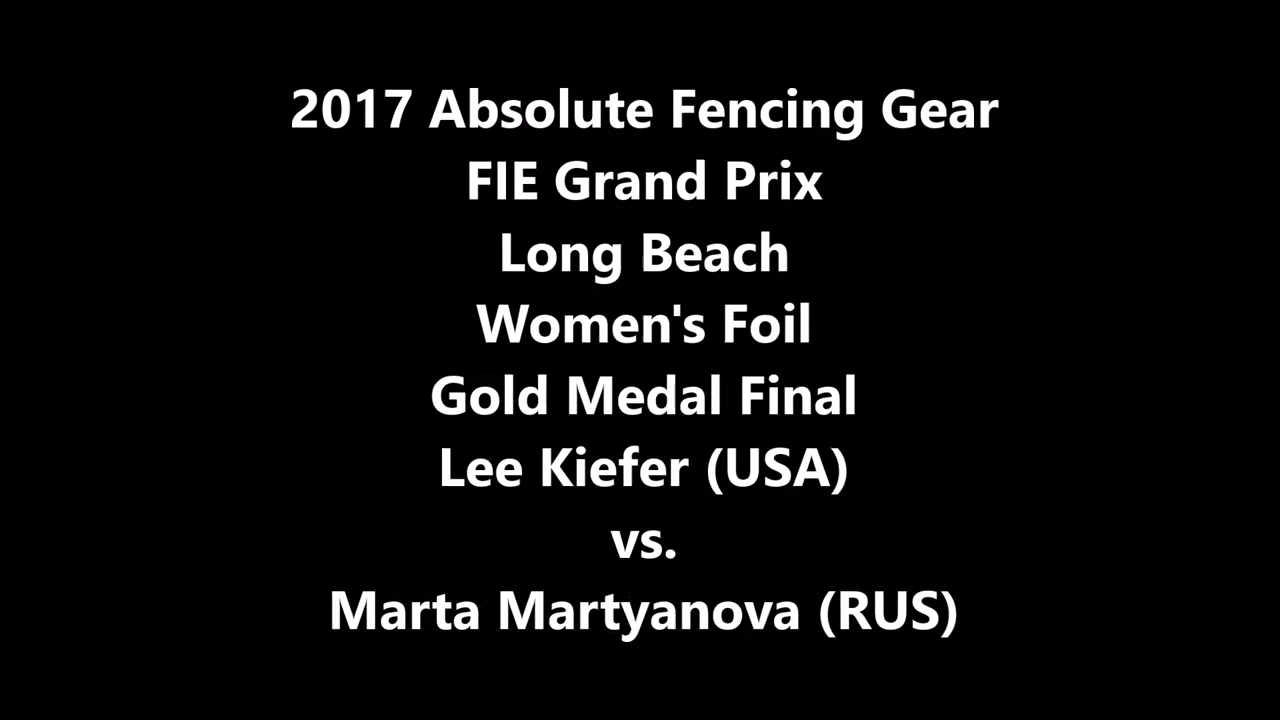 2017 Absolute Fencing Gear
FIE Grand Prix
Long Beach
Women's Foil
Gold Medal Final
Lee Kiefer (USA)
vs.
Marta Martyanova (RUS)